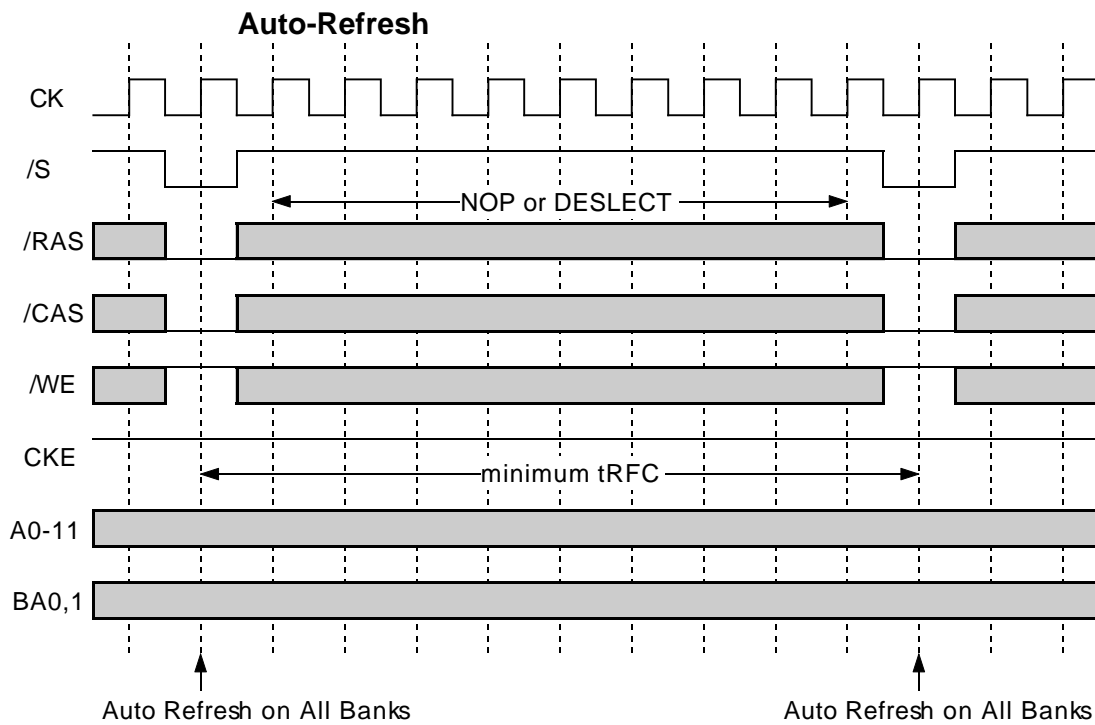 Auto-Refresh
CK
/S
NOP or DESLECT
/RAS
/CAS
/WE
CKE
minimum tRFC
A0-11
BA0,1
Auto Refresh on All Banks
Auto Refresh on All Banks